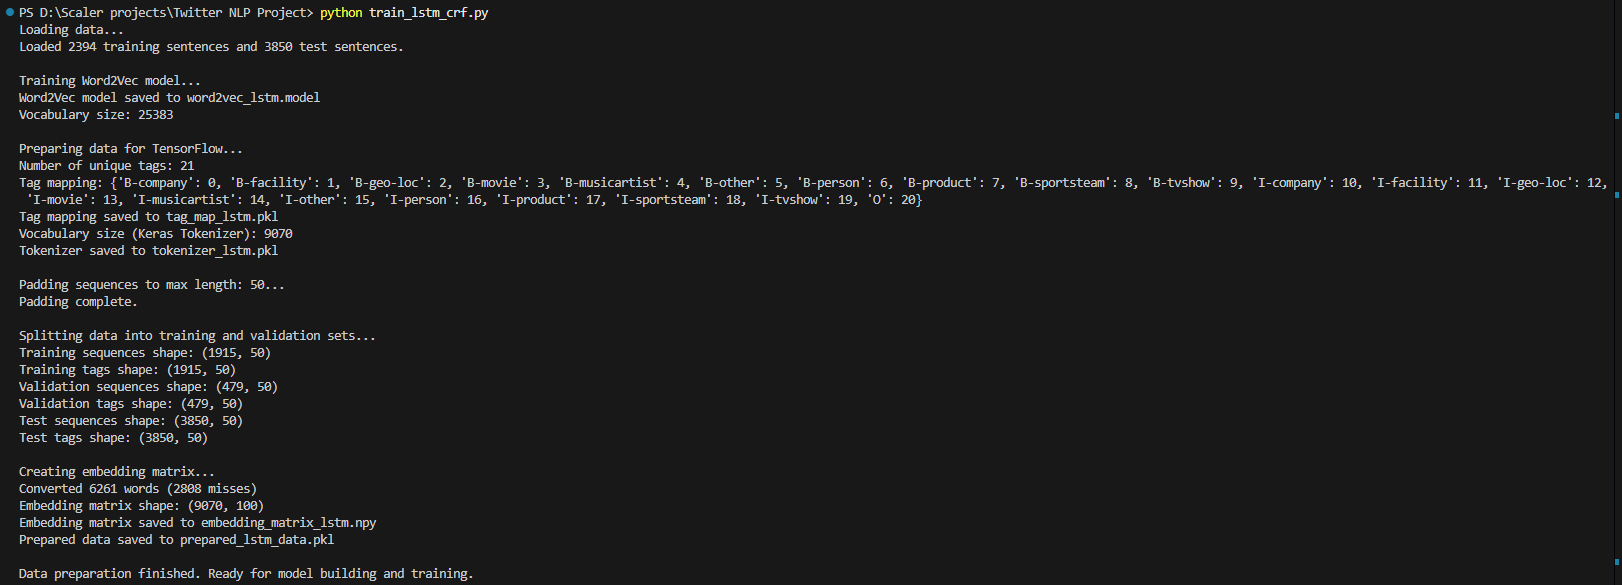 PS D:\Scaler projects\Twitter NLP Project> python train_lstm_crf.py
Loading data...
Loaded 2394 training sentences and 3850 test sentences.
Training Word2Vec model...
Word2Vec model saved to word2vec_lstm.model
Vocabulary size: 25383
Preparing data for TensorFlow...
Number of unique tags: 21
Tag mapping: {'B-company': 0, 'B-facility': 1, 'B-geo-loc': 2, 'B-movie': 3, 'B-musicartist': 4, 'B-other': 5, 'B-person': 6, 'B-product': 7, 'B-sportsteam': 8, 'B-tvshow': 9, 'I-company': 10, 'I-facility': 11, 'I-geo-loc': 12,
'I-movie': 13, 'I-musicartist': 14, 'I-other': 15, 'I-person': 16, 'I-product': 17, 'I-sportsteam': 18, 'I-tvshow': 19, 'O': 20}
Tag mapping saved to tag_map_lstm.pkl
Vocabulary size (Keras Tokenizer): 9070
Tokenizer saved to tokenizer_lstm.pkl
Padding sequences to max length: 50...
Padding complete.
Splitting data into training and validation sets...
Training sequences shape: (1915, 50)
Training tags shape: (1915, 50)
Validation sequences shape: (479, 50)
Validation tags shape: (479, 50)
Test sequences shape: (3850, 50)
Test tags shape: (3850, 50)
Creating embedding matrix...
Converted 6261 words (2808 misses)
Embedding matrix shape: (9070, 100)
Embedding matrix saved to embedding_matrix_lstm.npy
Prepared data saved to prepared_lstm_data.pkl
Data preparation finished. Ready for model building and training.